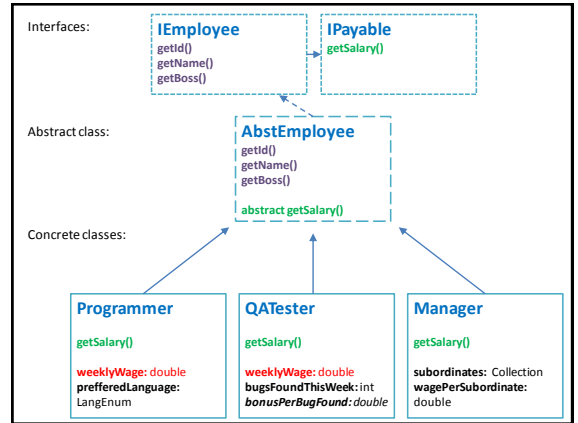 Interfaces:
IEmployee
getId()
getName()
getBoss()
IPayable
getSalary()
Abstract class:
AbstEmployee
getId()
getName()
getBoss()
abstract getSalary()
Concrete classes:
Programmer
getSalary()
weeklyWage: double
prefferedLanguage:
LangEnum
QATester
getSalary()
weeklyWage: double
bugsFoundThisWeek: int
bonusPerBugFound: double
Manager
getSalary()
subordinates: Collection
wagePerSubordinate:
double